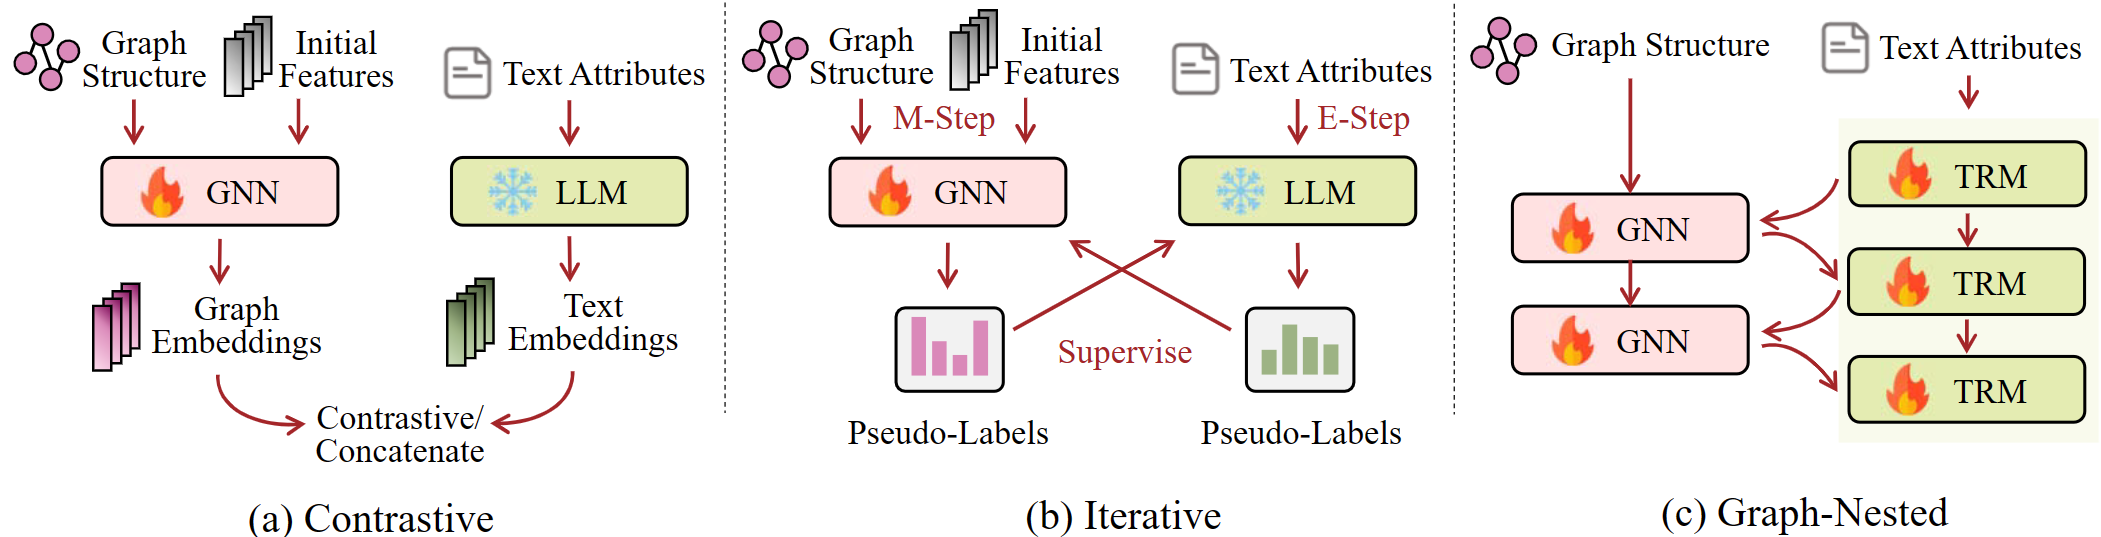 Graph
Structure
Initial
Features
Text Attributes
GNN
LLM
Graph
Embeddings
Text
Embeddings
Contrastive/
Concatenate
(a) Contrastive
Graph
Structure
Initial
Features
Text Attributes
M-Step
E-Step
GNN
LLM
Supervise
Pseudo-Labels
Pseudo-Labels
(b) Iterative
Graph Structure
Text Attributes
TRM
GNN
TRM
GNN
TRM
(c) Graph-Nested